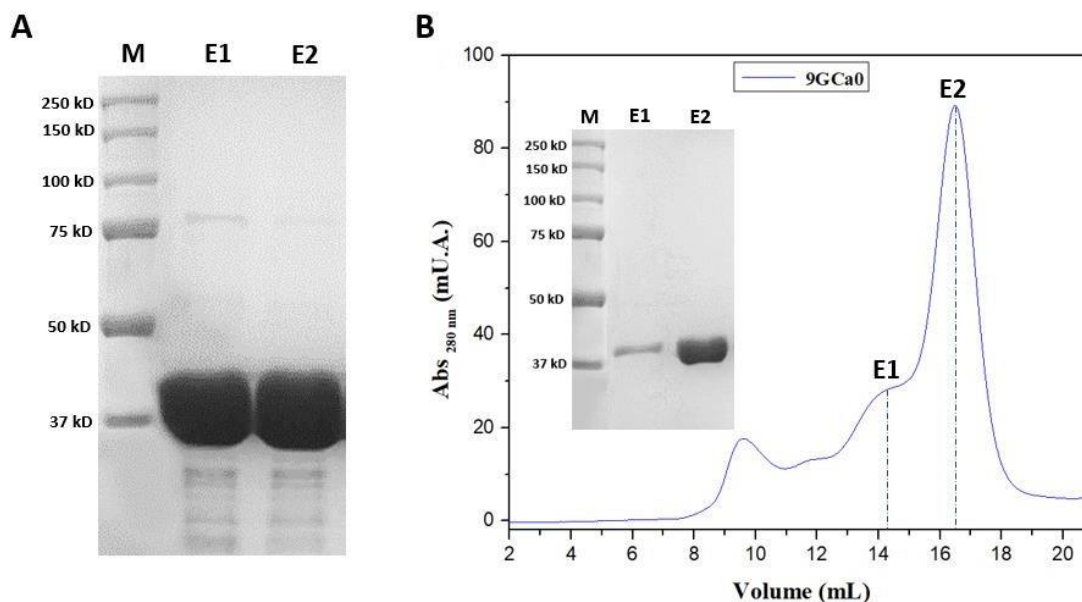 A
M E1 E2
250 kD
150 kD
100 kD
75 kD
50 kD
37 kD
B
100
80
60
40
20
0
Abs 280 nm (mU.A.)
9GCa0
M E1 E2
250 kD
150 kD
100 kD
75 kD
50 kD
37 kD
E1
E2
2 4 6 8 10 12 14 16 18 20
Volume (mL)